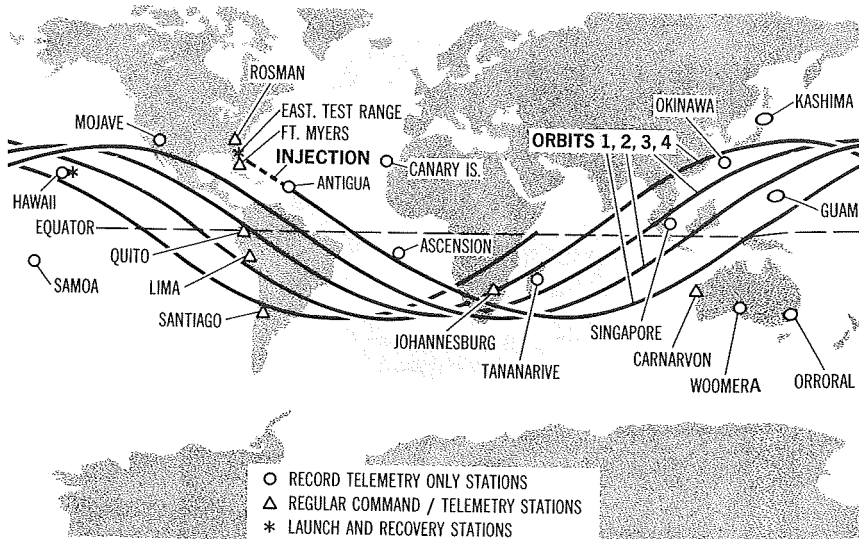 ROSMAN
EAST. TEST RANGE
FT. MYERS
INJECTION
MOJAVE
ANTIGUA
CANARY IS.
OKINAWA
KASHIMA
ORBITS 1, 2, 3, 4
HAWAII
GUAM
EQUATOR
QUITO
ASCENSION
SAMOA
LIMA
SANTIAGO
JOHANNESBURG
TANANARIVE
SINGAPORE
CARNARVON
WOOMERA
ORRORAL
O RECORD TELEMETRY ONLY STATIONS
△ REGULAR COMMAND / TELEMETRY STATIONS
* LAUNCH AND RECOVERY STATIONS